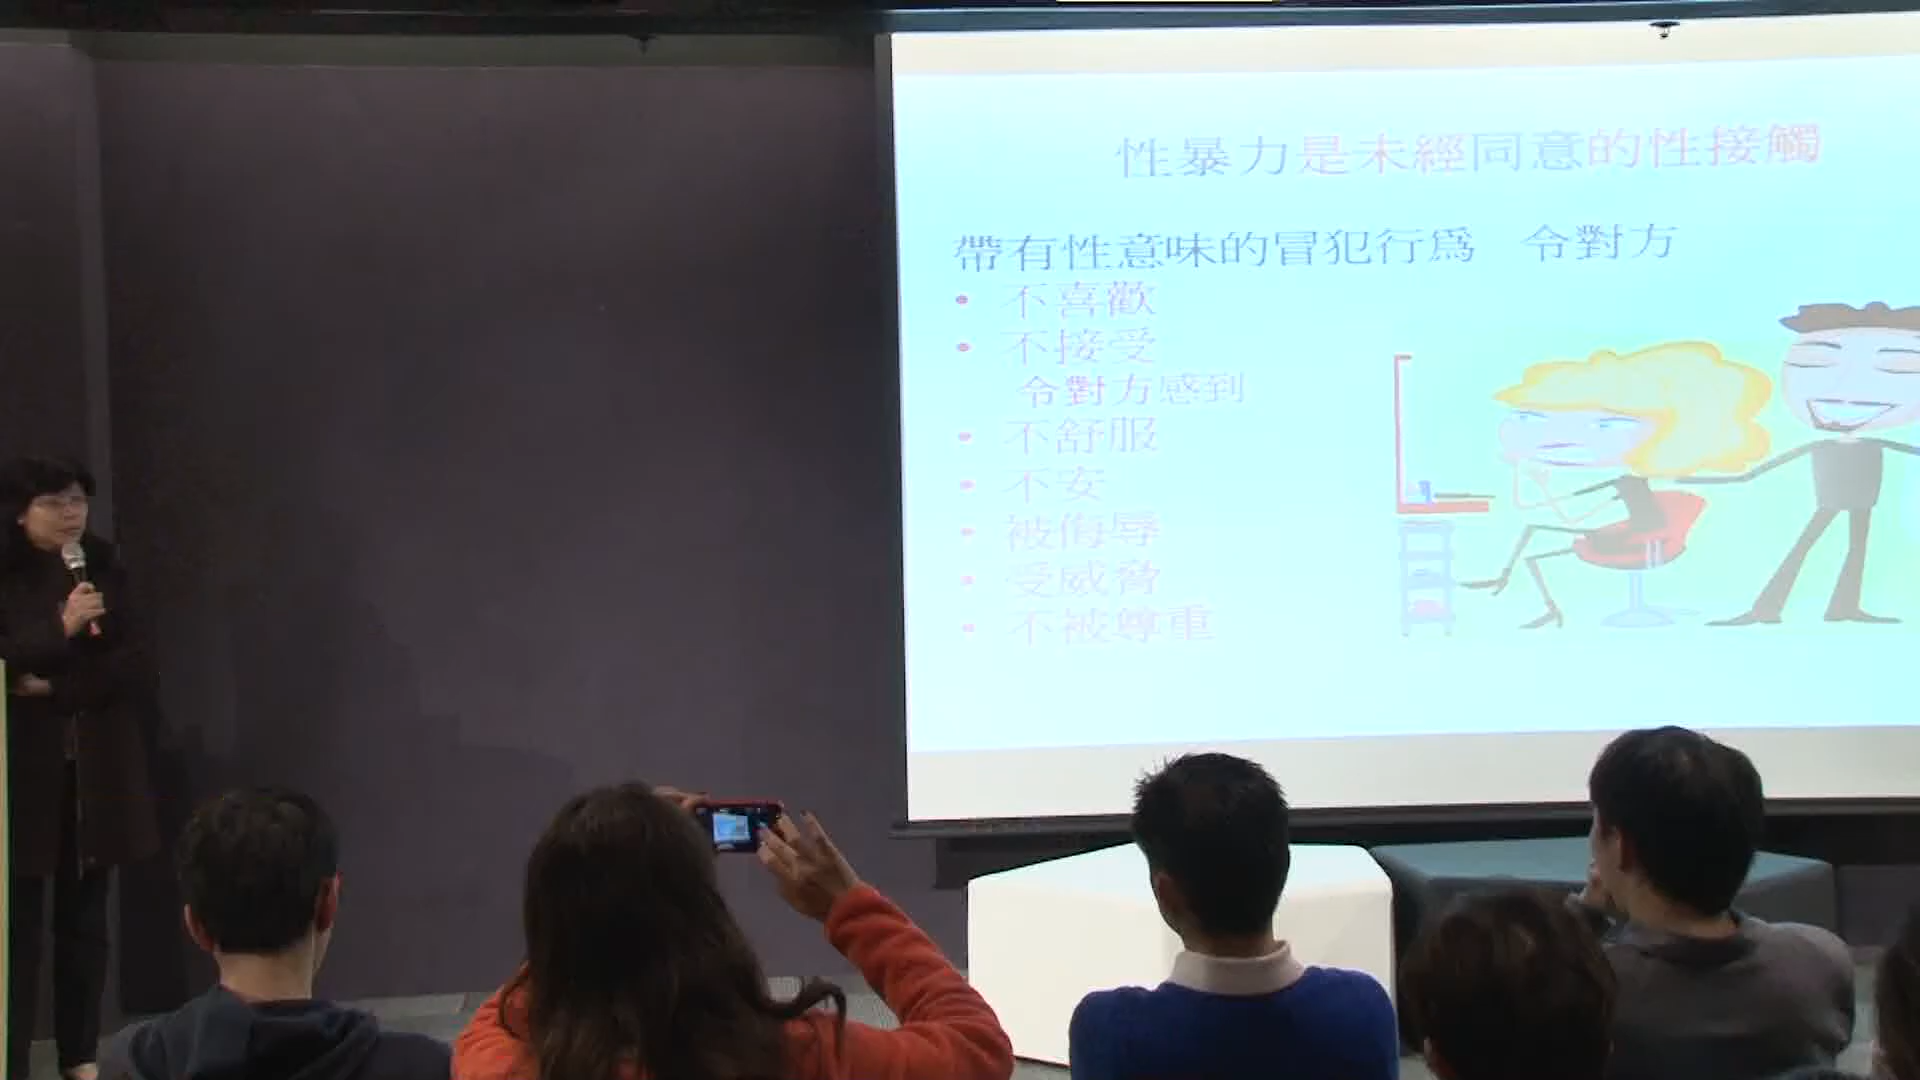 性暴力是未經同意的性接觸
帶有性意味的冒犯行爲 令對方
• 不喜歡
• 不接受
令對方感到
• 不舒服
• 不安
• 被侮辱
• 受威脅
• 不被尊重